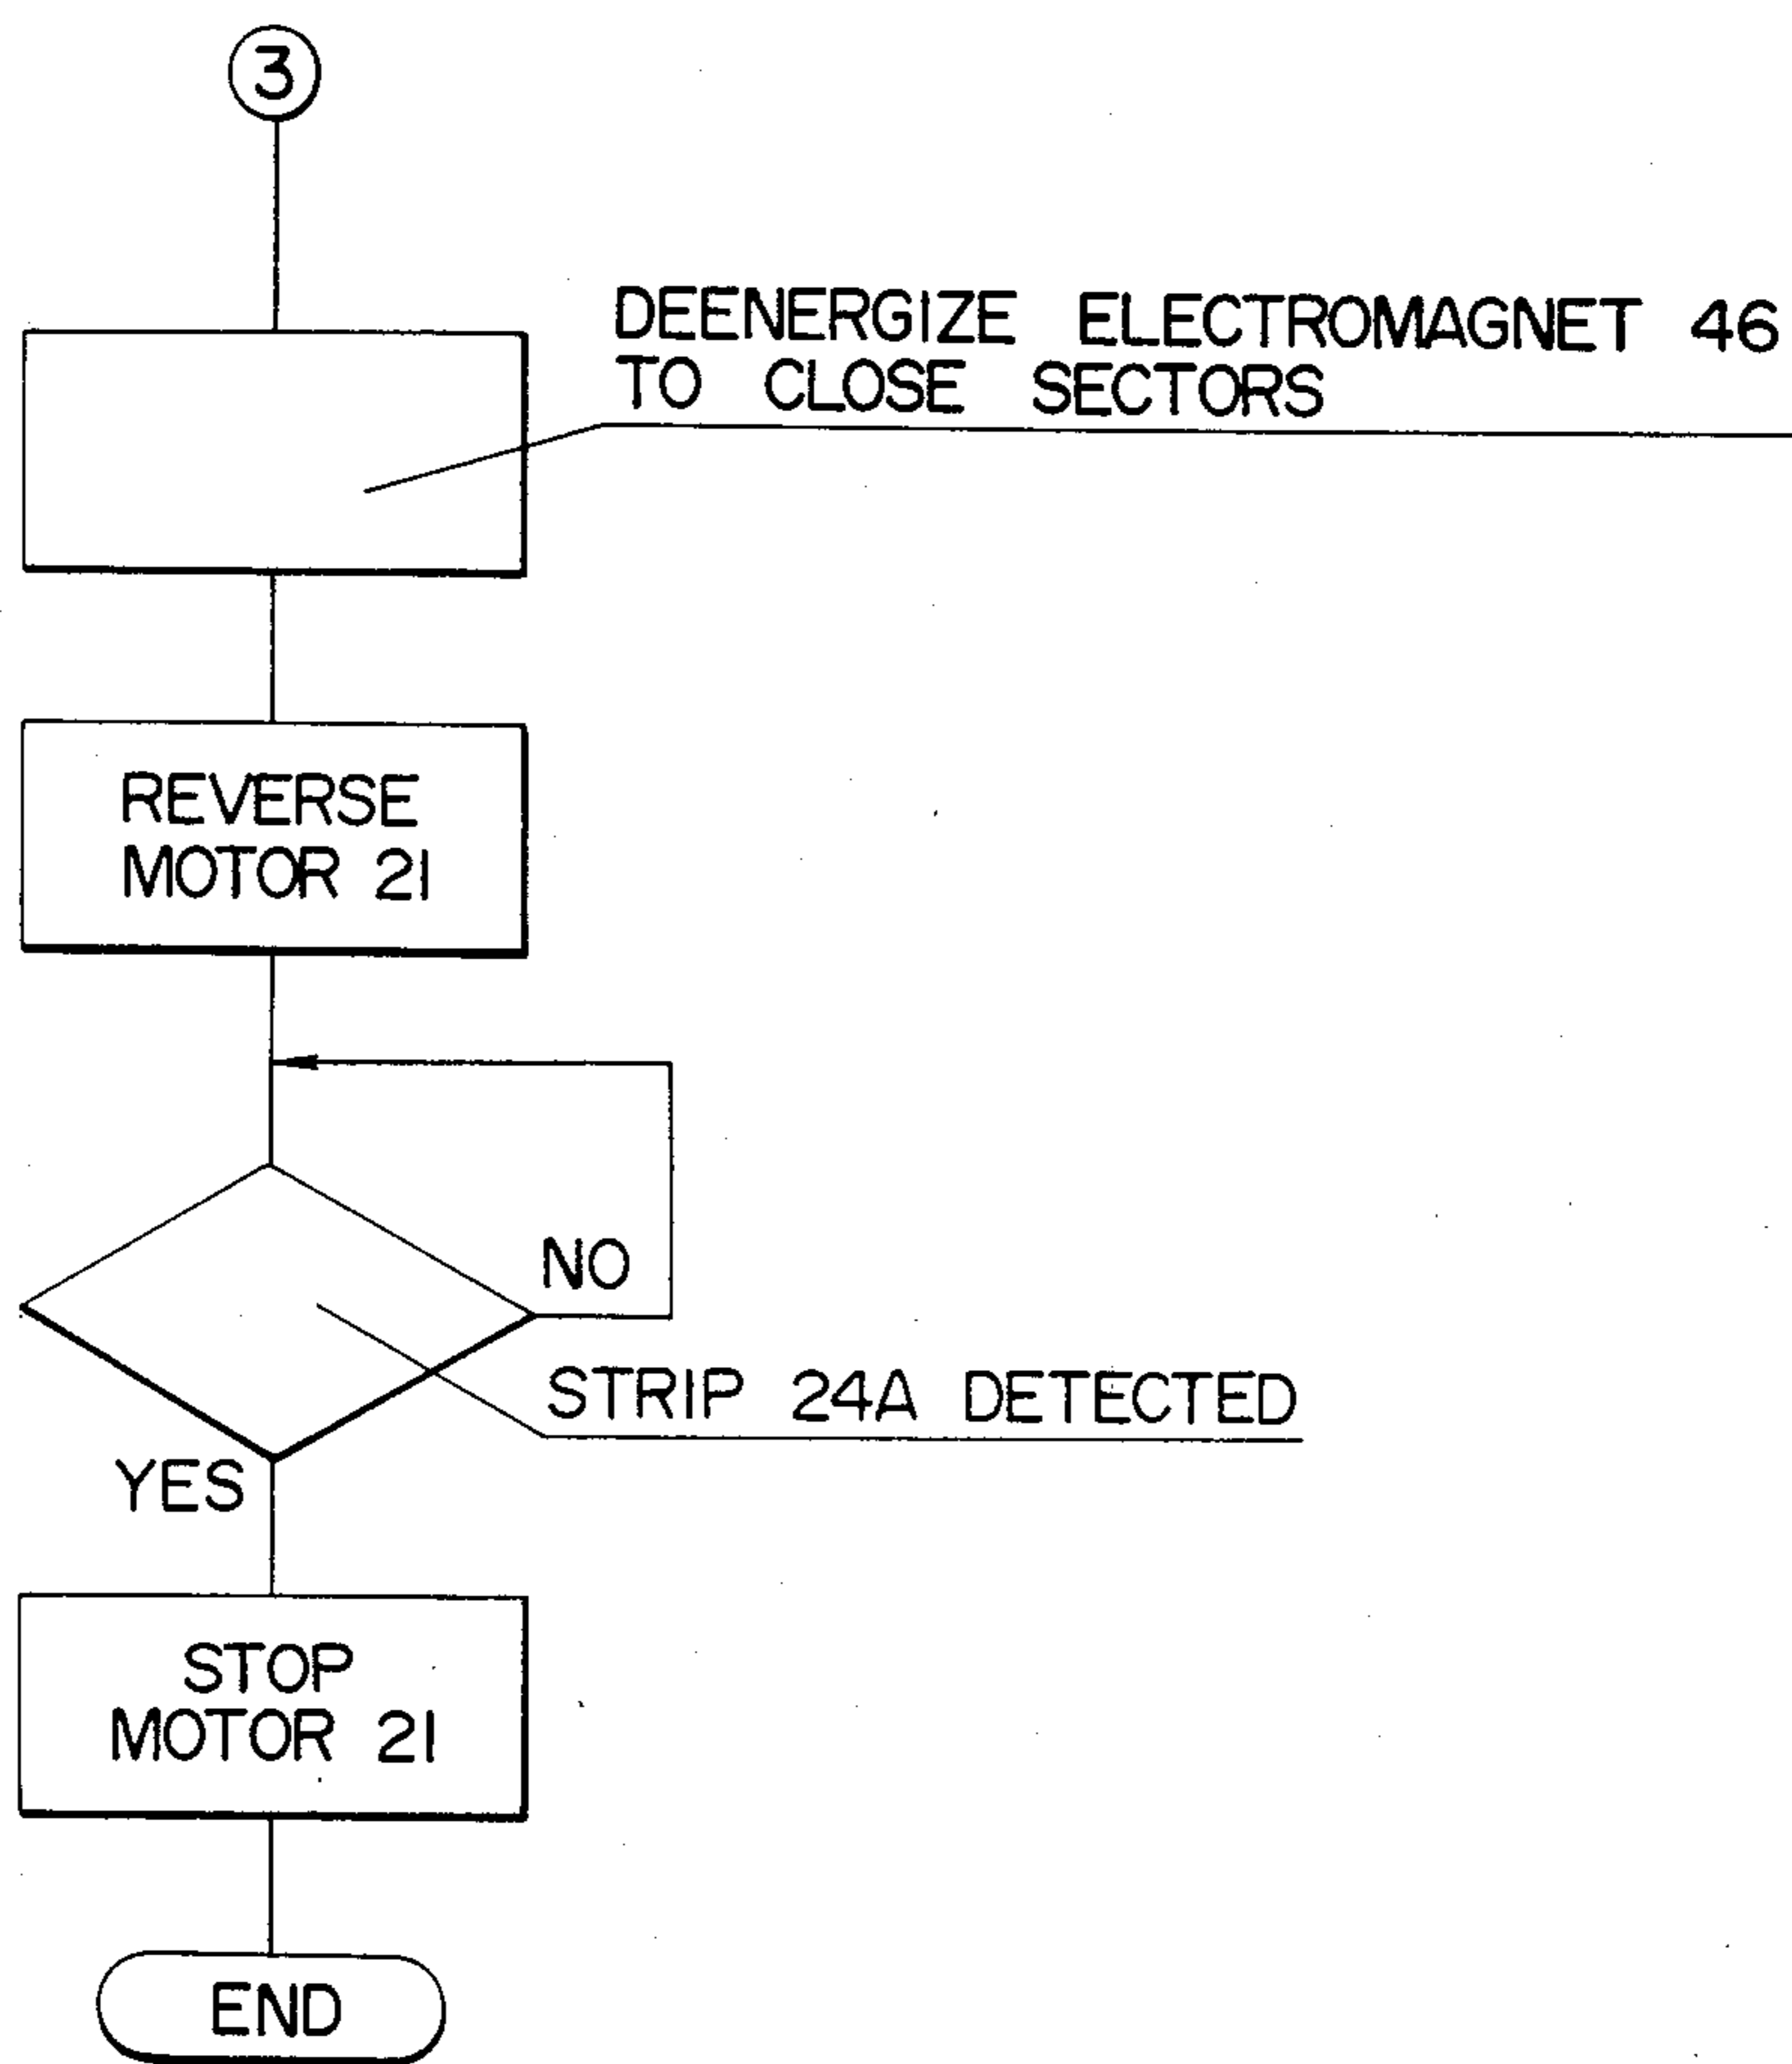 3
DEENERGIZE ELECTROMAGNET 46
TO CLOSE SECTORS
REVERSE
MOTOR 21
NO
STRIP 24A DETECTED
YES
STOP
MOTOR 21
END